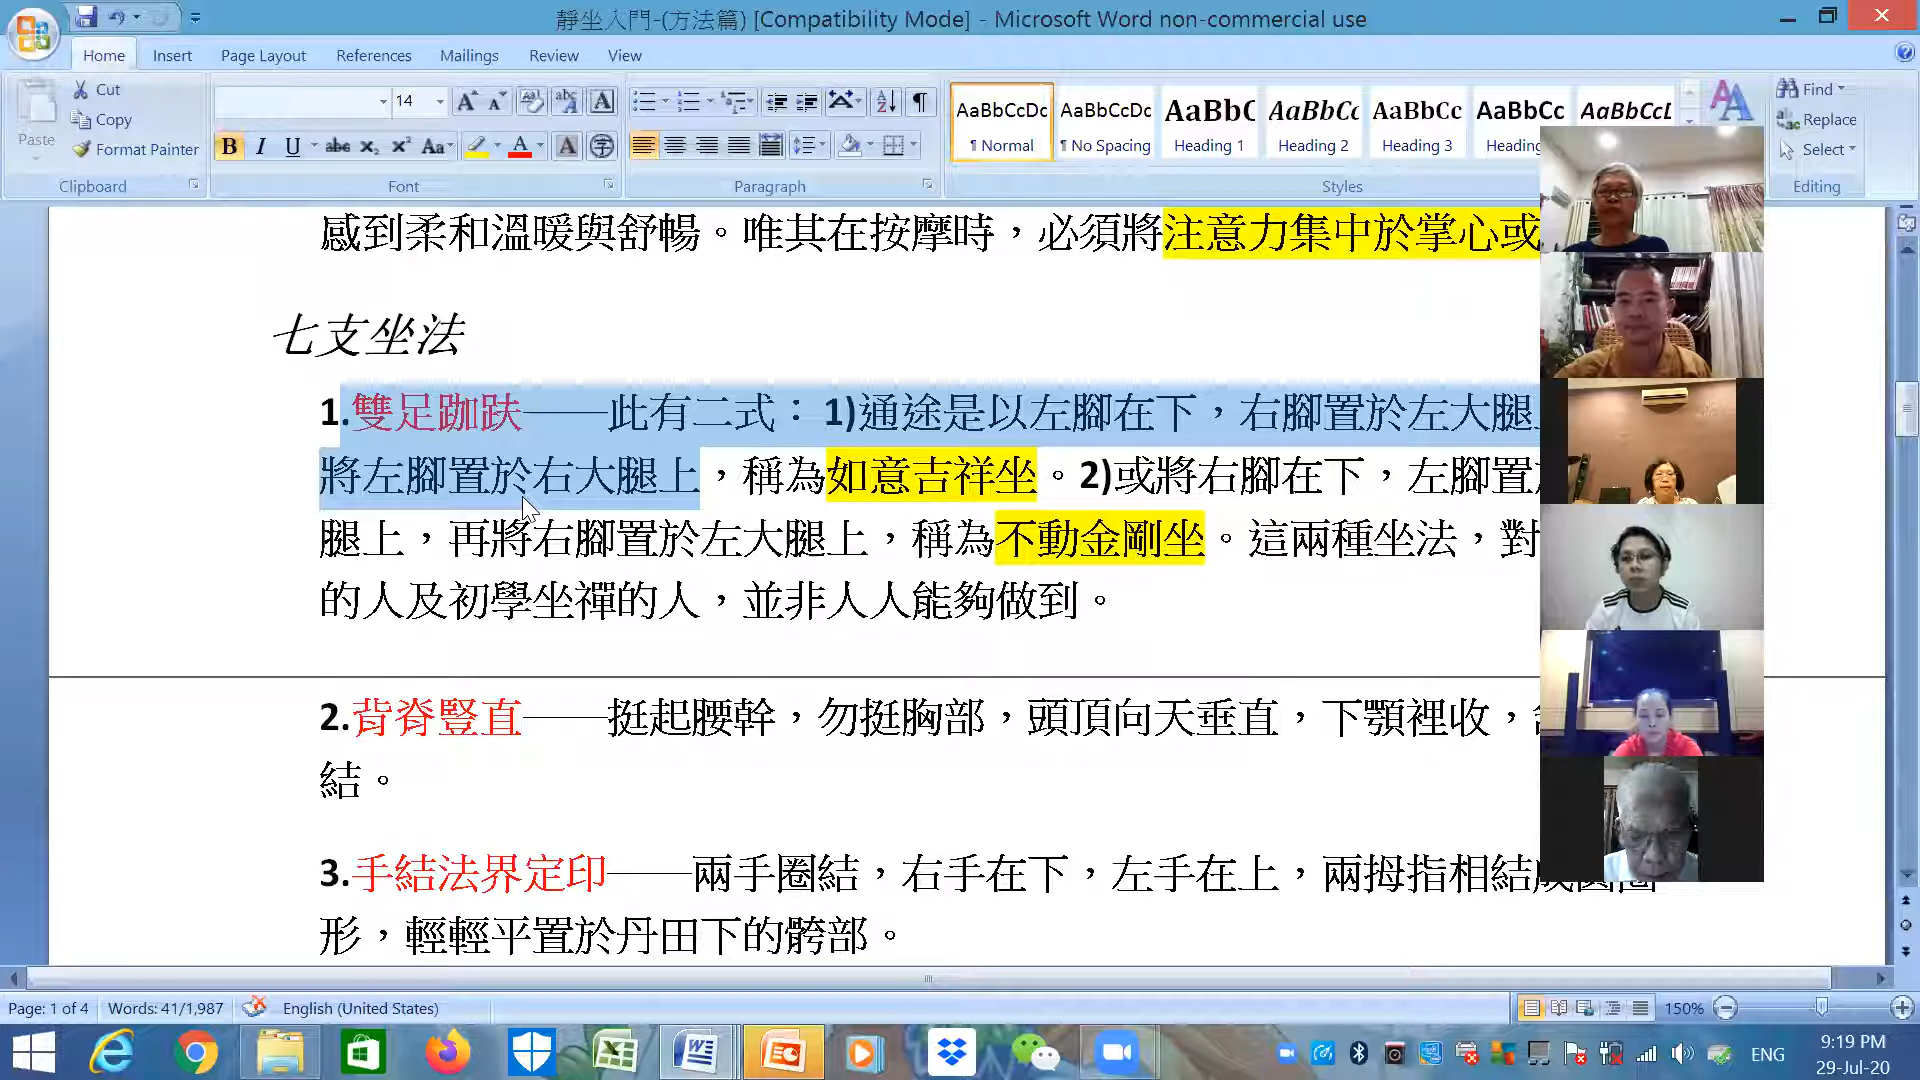 靜坐入門-(方法篇) [Compatibility Mode] - Microsoft Word non-commercial use
Home Insert Page Layout References Mailings Review View
Paste
Cut
Copy
Format Painter
Clipboard
14
Font
Paragraph
AaBbCcDc AaBbCcDc AaBbC AaBbCc AaBbCc AaBbCc AaBbCcL
¶ Normal ¶ No Spacing Heading 1 Heading 2 Heading 3 Heading
Styles
Find
Replace
Select
Editing
感到柔和溫暖與舒暢。唯其在按摩時，必須將注意力集中於掌心或
七支坐法
1.雙足跏趺——此有二式： 1)通途是以左腳在下，右腳置於左大腿
將左腳置於右大腿上，稱為如意吉祥坐。2)或將右腳在下，左腳置
腿上，再將右腳置於左大腿上，稱為不動金剛坐。這兩種坐法，對
的人及初學坐禪的人，並非人人能夠做到。
2.背脊豎直——挺起腰幹，勿挺胸部，頭頂向天垂直，下顎裡收，
結。
3.手結法界定印——兩手圈結，右手在下，左手在上，兩拇指相結
形，輕輕平置於丹田下的骻部。
Page: 1 of 4 Words: 41/1,987 English (United States) 150%
ENG
9:19 PM
29-Jul-20